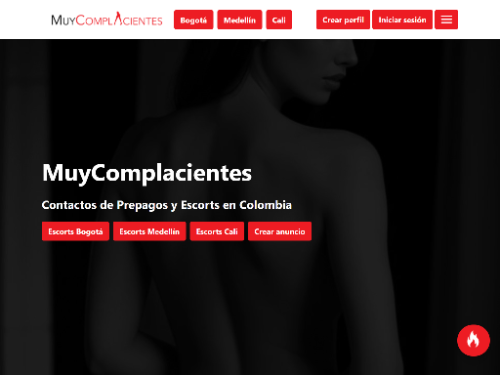 MUYCOMPLACIENTES
Bogotá Medellín Cali Crear perfil Iniciar sesión
MuyComplacientes
Contactos de Prepagos y Escorts en Colombia
Escorts Bogotá Escorts Medellín Escorts Cali Crear anuncio